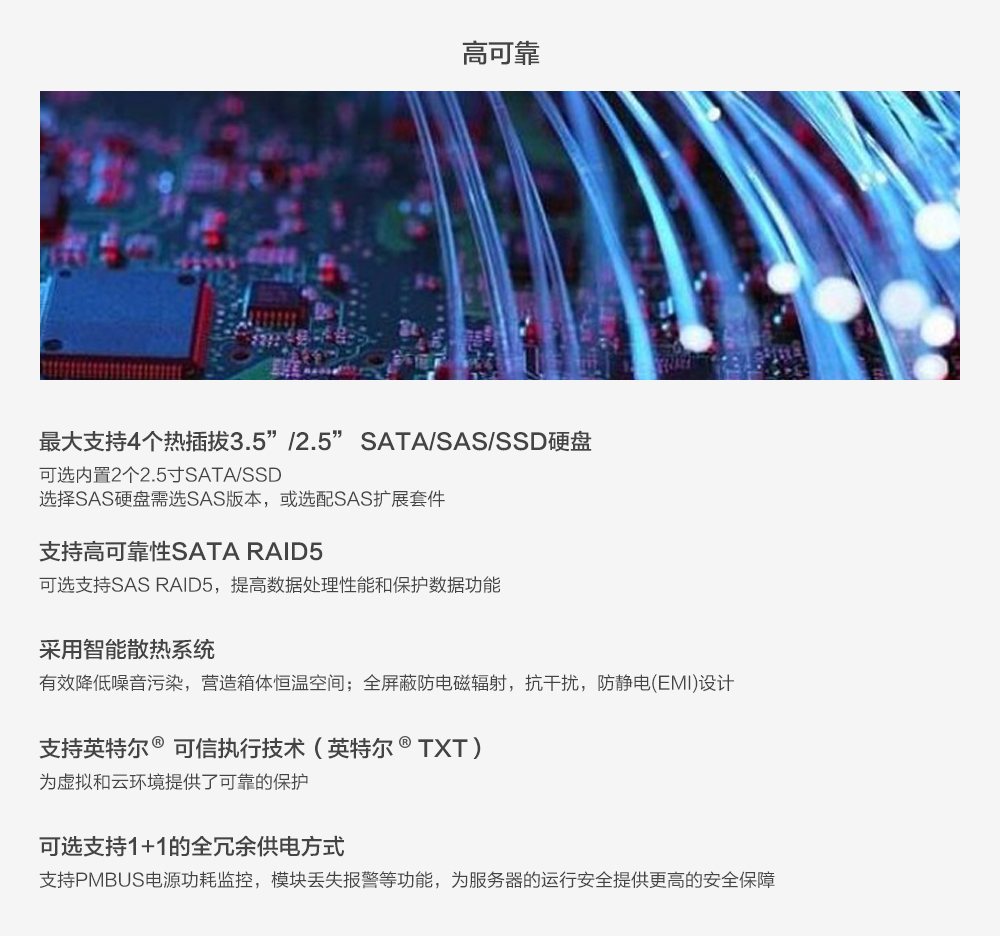 高可靠
最大支持4个热插拔3.5”/2.5” SATA/SAS/SSD硬盘
可选内置2个2.5寸SATA/SSD
选择SAS硬盘需选SAS版本，或选配SAS扩展套件
支持高可靠性SATA RAID5
可选支持SAS RAID5，提高数据处理性能和保护数据功能
采用智能散热系统
有效降低噪音污染，营造箱体恒温空间；全屏蔽防电磁辐射，抗干扰，防静电(EMI)设计
支持英特尔® 可信执行技术（英特尔® TXT）
为虚拟和云环境提供了可靠的保护
可选支持1+1的全冗余供电方式
支持PMBUS电源功耗监控，模块丢失报警等功能，为服务器的运行安全提供更高的安全保障